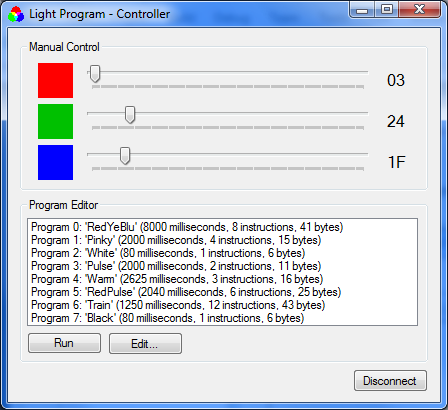 Light Program - Controller
Manual Control
03
24
1F
Program Editor
Program 0: 'RedYeBlu' (8000 milliseconds, 8 instructions, 41 bytes)
Program 1: 'Pinky' (2000 milliseconds, 4 instructions, 15 bytes)
Program 2: 'White' (80 milliseconds, 1 instructions, 6 bytes)
Program 3: 'Pulse' (2000 milliseconds, 2 instructions, 11 bytes)
Program 4: 'Warm' (2625 milliseconds, 3 instructions, 16 bytes)
Program 5: 'RedPulse' (2040 milliseconds, 6 instructions, 25 bytes)
Program 6: 'Train' (1250 milliseconds, 12 instructions, 43 bytes)
Program 7: 'Black' (80 milliseconds, 1 instructions, 6 bytes)
Run Edit...
Disconnect